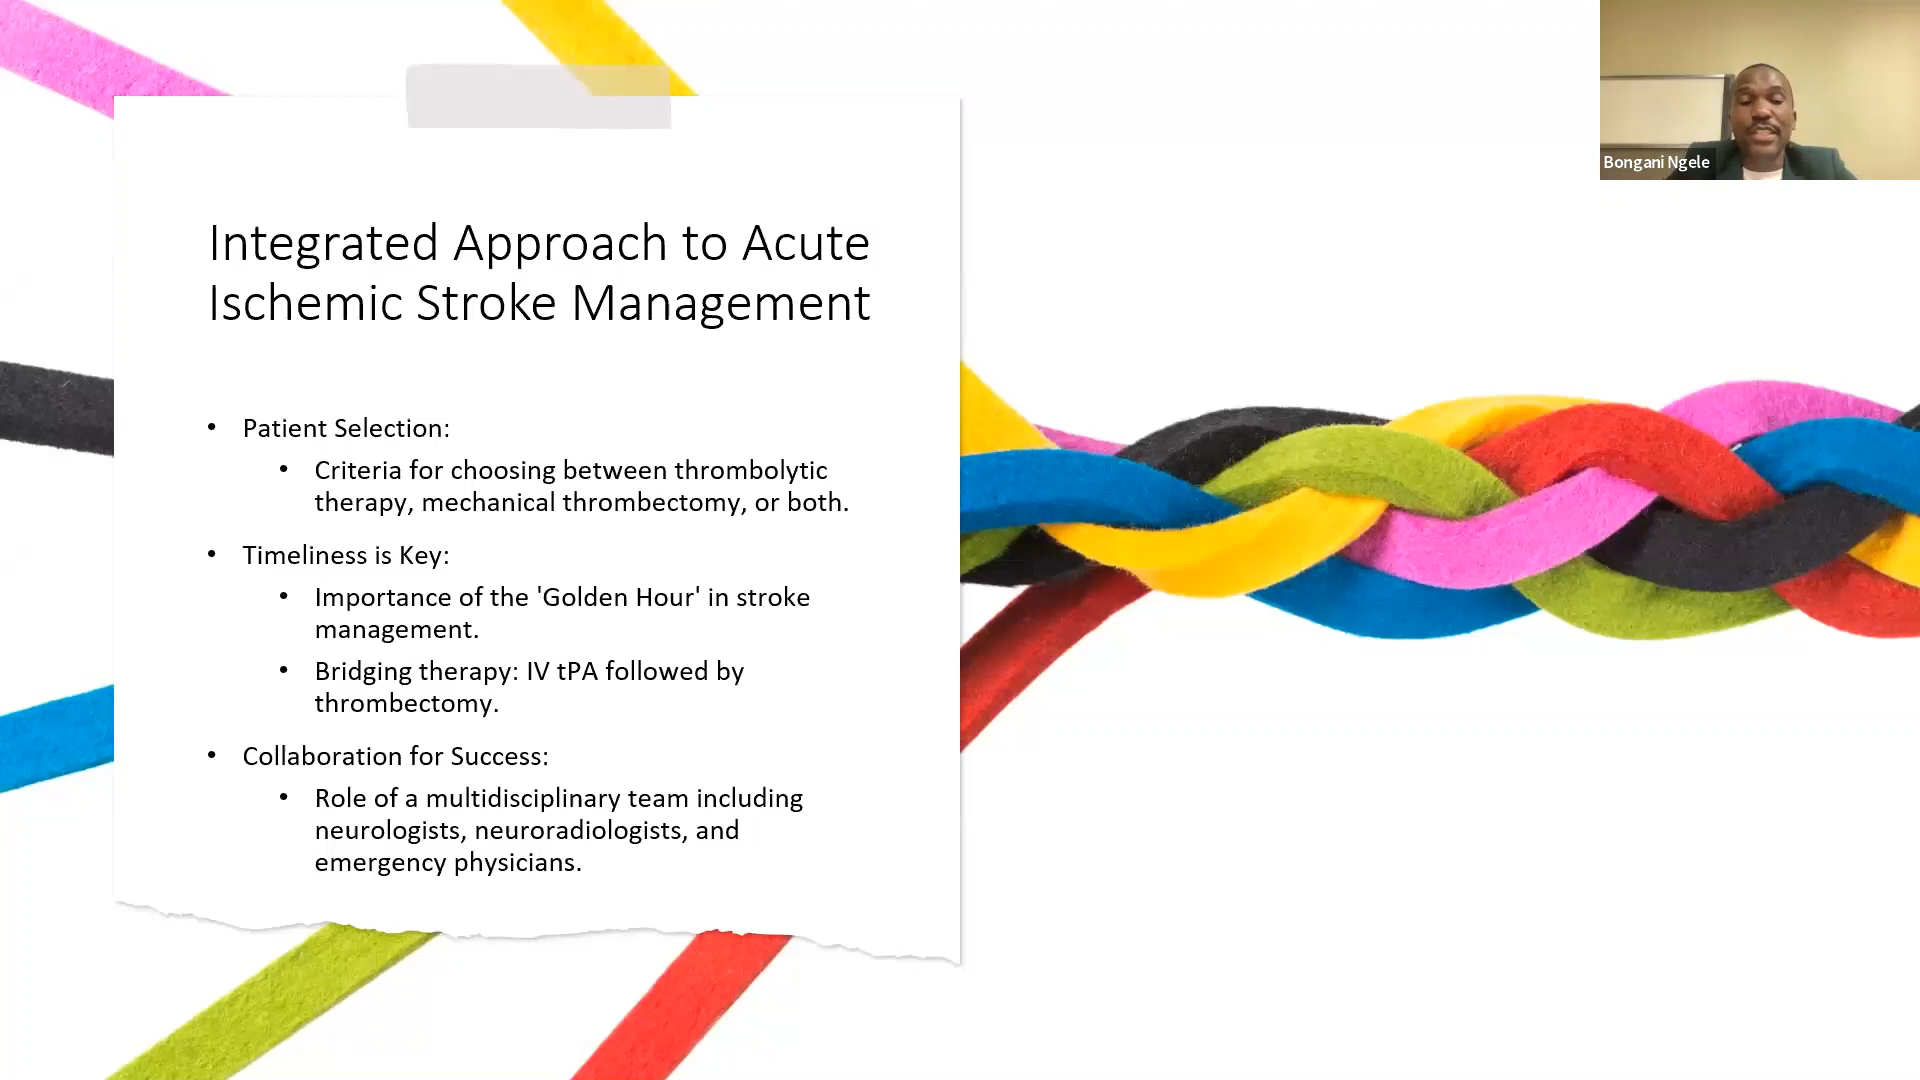 Integrated Approach to Acute
Ischemic Stroke Management
• Patient Selection:
• Criteria for choosing between thrombolytic
therapy, mechanical thrombectomy, or both.
• Timeliness is Key:
• Importance of the 'Golden Hour' in stroke
management.
• Bridging therapy: IV tPA followed by
thrombectomy.
• Collaboration for Success:
• Role of a multidisciplinary team including
neurologists, neuroradiologists, and
emergency physicians.
Bongani Ngele